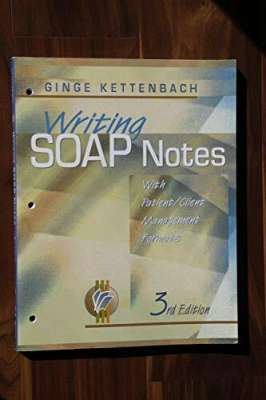 GINGE KETTENBACH
Writing
SOAP Notes
With
Patient/Client
Management
Formats
3rd Edition